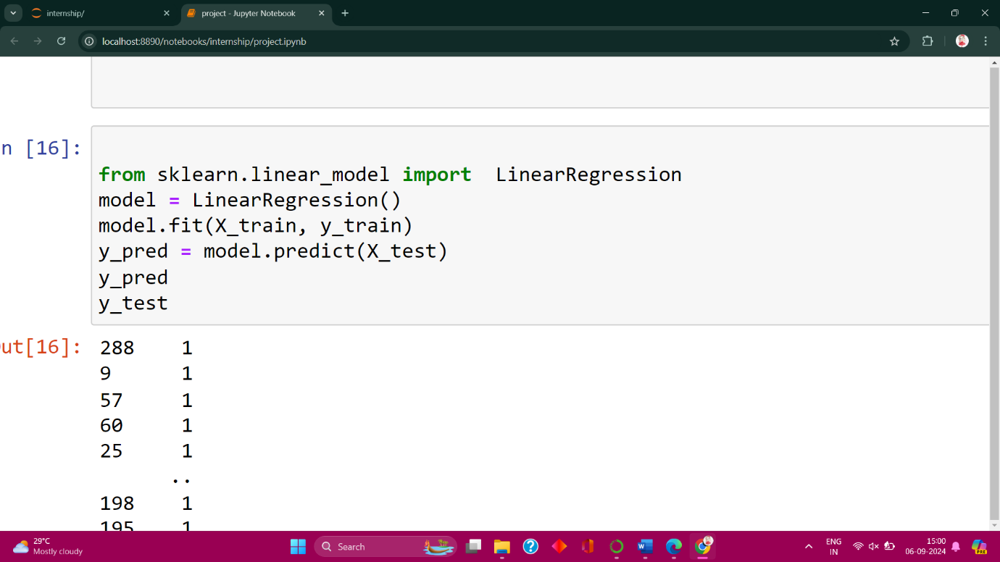 internship/
project - Jupyter Notebook
localhost:8890/notebooks/internship/project.ipynb
n [16]:
from sklearn.linear_model import  LinearRegression
model = LinearRegression()
model.fit(X_train, y_train)
y_pred = model.predict(X_test)
y_pred
y_test
ut[16]:
288    1
9      1
57     1
60     1
25     1
..
198    1
195    1
29°C
Mostly cloudy
Search
ENG
IN
15:00
06-09-2024
PRE